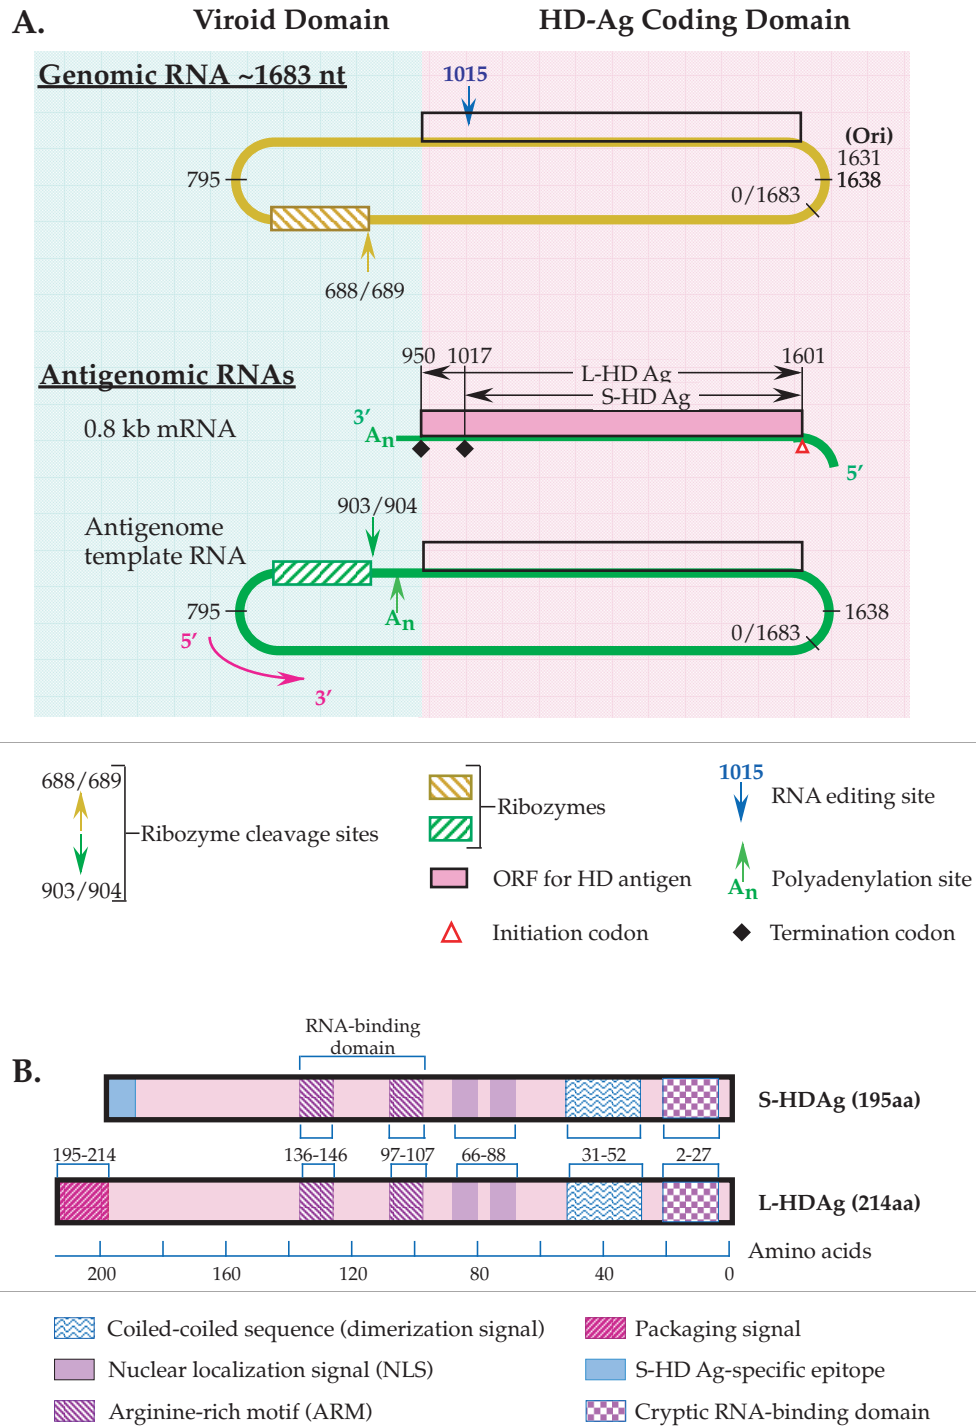 A.
Viroid Domain
HD-Ag Coding Domain
Genomic RNA ~1683 nt
1015
(Ori)
1631
1638
795
0/1683
688/689
950
1017
1601
Antigenomic RNAs
L-HD Ag
S-HD Ag
0.8 kb mRNA
3′
An
5′
903/904
Antigenome
template RNA
An
795
1638
0/1683
5′
3′
688/689
Ribozyme cleavage sites
903/904
Ribozymes
ORF for HD antigen
Initiation codon
1015
RNA editing site
An
Polyadenylation site
Termination codon
B.
RNA-binding
domain
S-HDAg (195aa)
195-214
136-146
97-107
66-88
31-52
2-27
L-HDAg (214aa)
Amino acids
200
160
120
80
40
0
Coiled-coiled sequence (dimerization signal)
Packaging signal
Nuclear localization signal (NLS)
S-HD Ag-specific epitope
Arginine-rich motif (ARM)
Cryptic RNA-binding domain